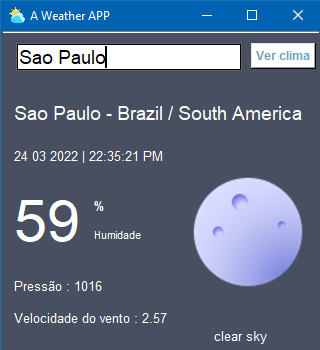 A Weather APP
Sao Paulo
Ver clima
Sao Paulo - Brazil / South America
24 03 2022 | 22:35:21 PM
59 %
Humidade
Pressão : 1016
Velocidade do vento : 2.57
clear sky